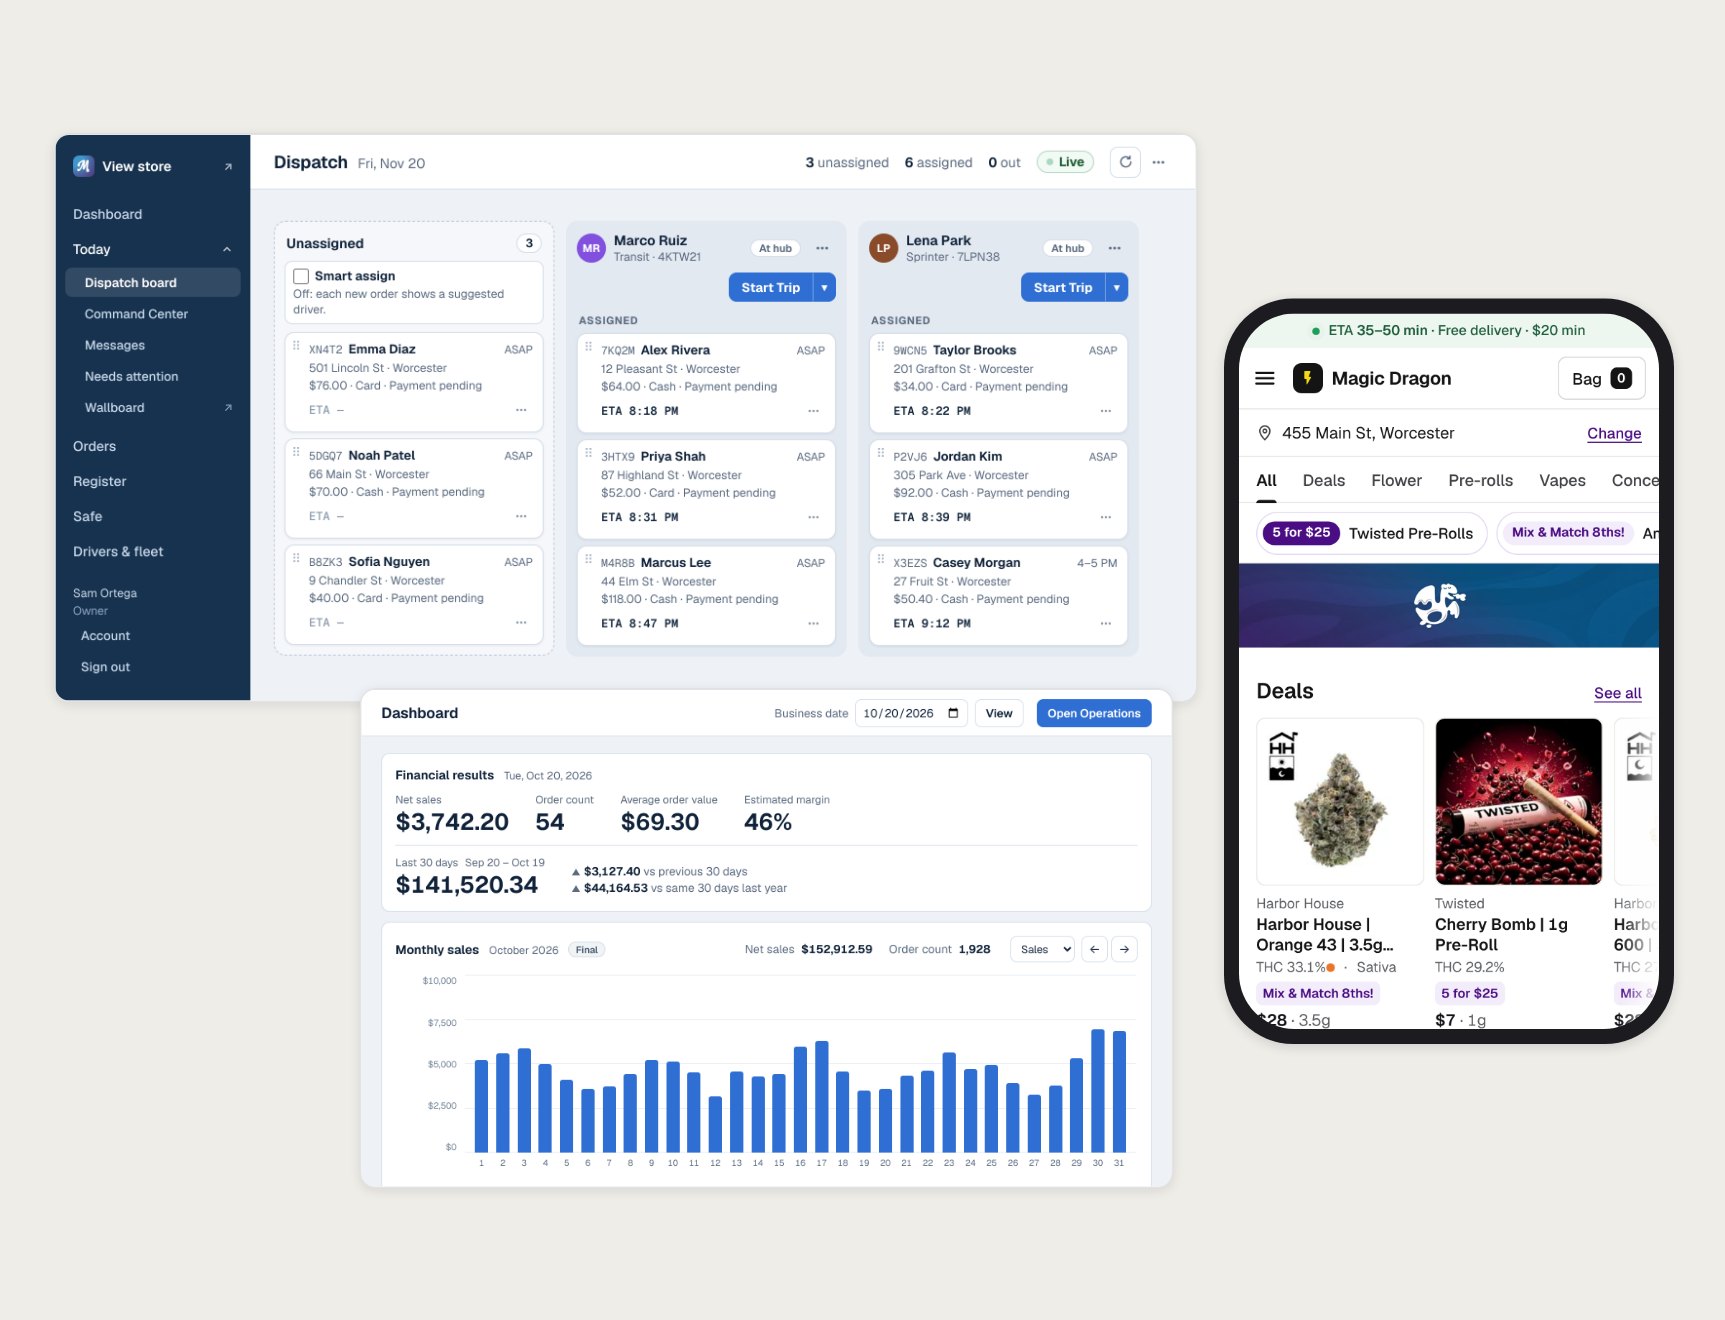 View store
Dashboard
Today
Dispatch board
Command Center
Messages
Needs attention
Wallboard
Orders
Register
Safe
Drivers & fleet
Sam Ortega
Owner
Account
Sign out
Dispatch Fri, Nov 20
3 unassigned 6 assigned 0 out Live
Unassigned 3
Smart assign
Off: each new order shows a suggested
driver.
XN4T2 Emma Diaz ASAP
501 Lincoln St · Worcester
$76.00 · Card · Payment pending
ETA –
5DGQ7 Noah Patel ASAP
66 Main St · Worcester
$70.00 · Cash · Payment pending
ETA –
B8ZK3 Sofia Nguyen ASAP
9 Chandler St · Worcester
$40.00 · Card · Payment pending
ETA –
MR Marco Ruiz At hub
Transit · 4KTW21
Start Trip
ASSIGNED
7KQ2M Alex Rivera ASAP
12 Pleasant St · Worcester
$64.00 · Cash · Payment pending
ETA 8:18 PM
3HTX9 Priya Shah ASAP
87 Highland St · Worcester
$52.00 · Card · Payment pending
ETA 8:31 PM
M4R8B Marcus Lee ASAP
44 Elm St · Worcester
$118.00 · Cash · Payment pending
ETA 8:47 PM
LP Lena Park At hub
Sprinter · 7LPN38
Start Trip
ASSIGNED
9WCN5 Taylor Brooks ASAP
201 Grafton St · Worcester
$34.00 · Card · Payment pending
ETA 8:22 PM
P2VJ6 Jordan Kim ASAP
305 Park Ave · Worcester
$92.00 · Cash · Payment pending
ETA 8:39 PM
X3EZS Casey Morgan 4–5 PM
27 Fruit St · Worcester
$50.40 · Cash · Payment pending
ETA 9:12 PM
Dashboard
Business date 10/20/2026 View Open Operations
Financial results Tue, Oct 20, 2026
Net sales Order count Average order value Estimated margin
$3,742.20 54 $69.30 46%
Last 30 days Sep 20 – Oct 19
$141,520.34
▲ $3,127.40 vs previous 30 days
▲ $44,164.53 vs same 30 days last year
Monthly sales October 2026 Final
Net sales $152,912.59 Order count 1,928 Sales ← →
$10,000
$7,500
$5,000
$2,500
$0
1 2 3 4 5 6 7 8 9 10 11 12 13 14 15 16 17 18 19 20 21 22 23 24 25 26 27 28 29 30 31
ETA 35–50 min · Free delivery · $20 min
Magic Dragon Bag 0
455 Main St, Worcester Change
All Deals Flower Pre-rolls Vapes Conce
5 for $25 Twisted Pre-Rolls Mix & Match 8ths!
Deals See all
HH
TWISTED
HH
Harbor House
Harbor House |
Orange 43 | 3.5g...
THC 33.1% · Sativa
Mix & Match 8ths!
$28 · 3.5g
Twisted
Cherry Bomb | 1g
Pre-Roll
THC 29.2%
5 for $25
$7 · 1g
Harbo
Harbo
600 |
THC 2
Mix &